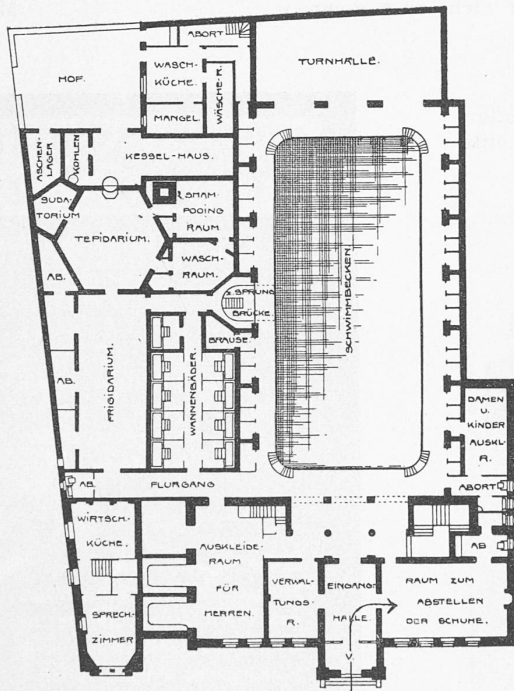 ABORT
HOF.
WASCH-
KÜCHE
WÄSCHE-R.
MANGEL.
TURNHALLE.
ASCHEN-
LAGER
KOHLEN
KESSEL-HAUS.
SUDA-
TORIUM
SHAM-
POOING
RAUM
TEPIDARIUM.
WASCH-
RAUM.
AB.
SPRUNG
BRÜCKE.
BRAUSE.
SCHWIMMBECKEN
FRIGIDARIUM.
AB.
WANNENBÄDER.
DAMEN
U.
KINDER
AUSKL.
R.
AB.
FLURGANG
ABORT
WIRTSCH.
KÜCHE.
AUSKLEIDE-
RAUM
FÜR
HERREN.
AB
SPRECH-
ZIMMER
VERWAL-
TUNGS-
R.
EINGANG-
HALLE.
RAUM ZUM
ABSTELLEN
DER SCHUHE.
V.